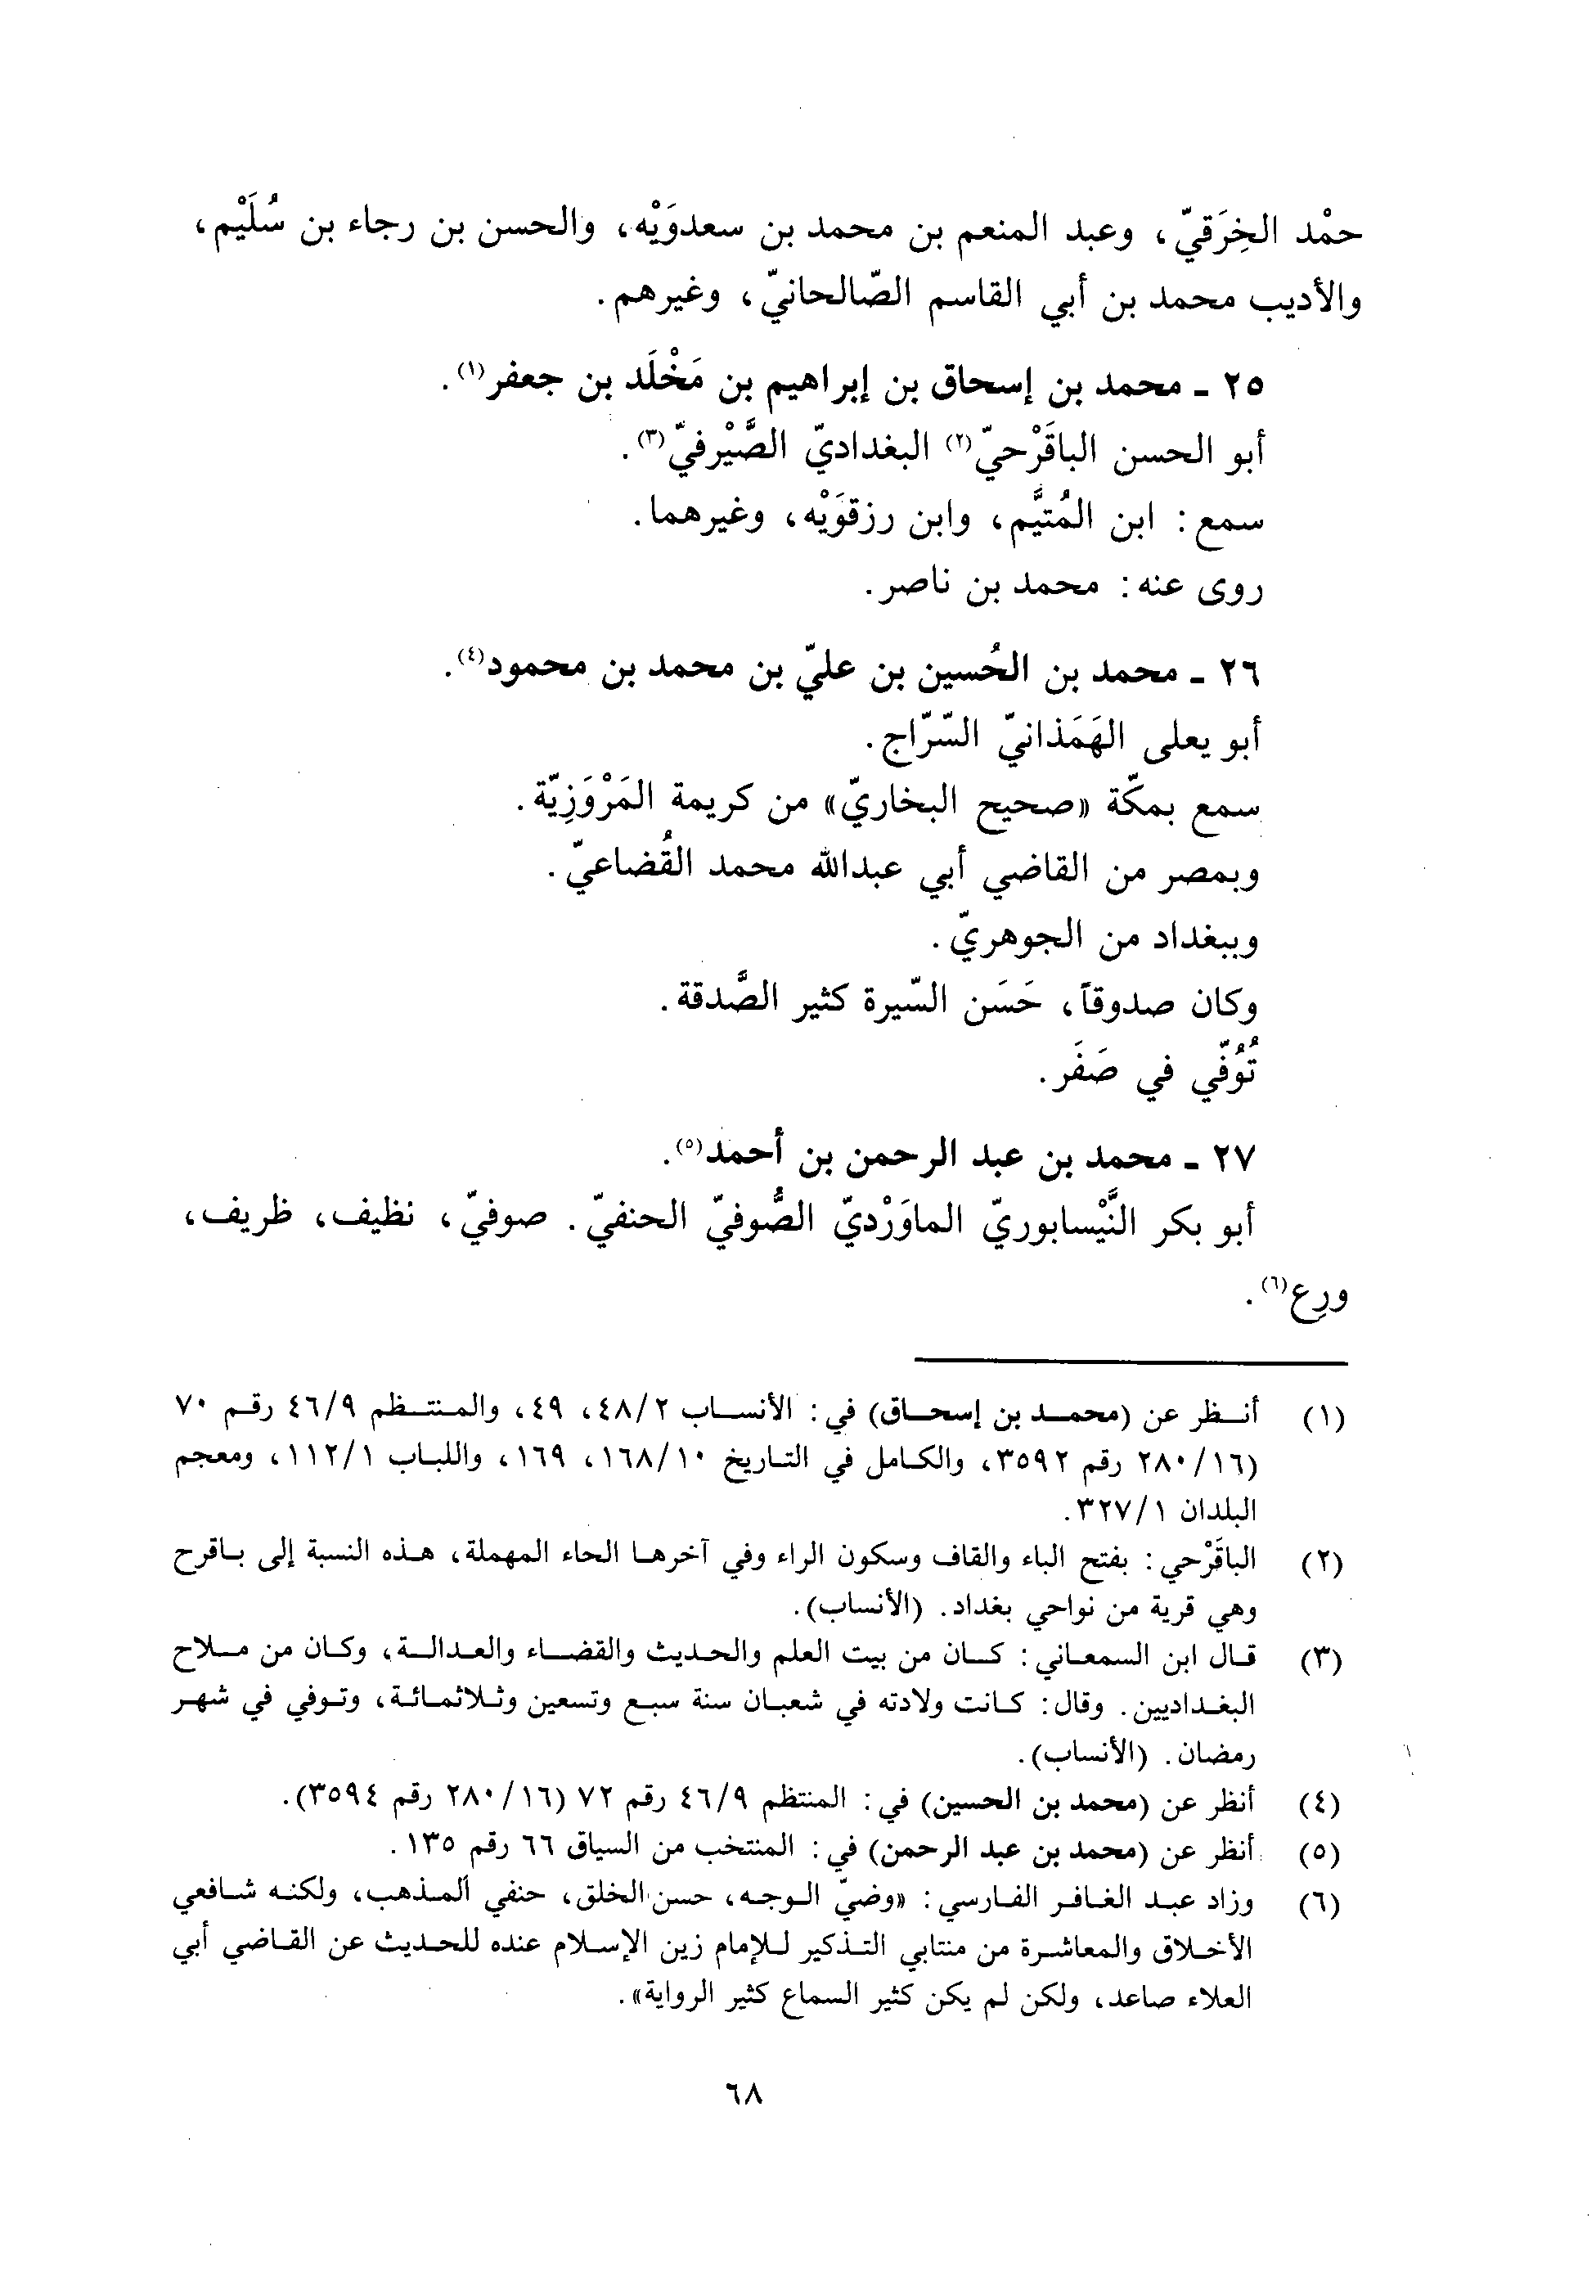 حمْد الخِرَقيّ، وعبد المنعم بن محمد بن سعدوَيْه، والحسن بن رجاء بن سُلَيْم،
والأديب محمد بن أبي القاسم الصّالحانيّ، وغيرهم.
٢٥ ـ محمد بن إسحاق بن إبراهيم بن مَخْلَد بن جعفر(١).
أبو الحسن الباقَرْحيّ(٢) البغداديّ الصَّيْرفيّ(٣).
سمع: ابن المُتيَّم، وابن رزقوَيْه، وغيرهما.
روى عنه: محمد بن ناصر.
٢٦ ـ محمد بن الحُسين بن عليّ بن محمد بن محمود(٤).
أبو يعلى الهَمَذانيّ السّرّاج.
سمع بمكّة «صحيح البخاريّ» من كريمة المَرْوَزِيّة.
وبمصر من القاضي أبي عبدالله محمد القُضاعيّ.
وببغداد من الجوهريّ.
وكان صدوقاً، حَسَن السّيرة كثير الصَّدقة.
تُوُفّي في صَفَر.
٢٧ ـ محمد بن عبد الرحمن بن أحمد(٥).
أبو بكر النَّيْسابوريّ الماوَرْديّ الصُّوفيّ الحنفيّ. صوفيّ، نظيف، ظريف،
ورِع(٦).
(١) أنظر عن (محمد بن إسحاق) في: الأنساب ٤٨/٢، ٤٩، والمنتظم ٤٦/٩ رقم ٧٠
(٢٨٠/١٦ رقم ٣٥٩٢، والكامل في التاريخ ١٦٨/١٠، ١٦٩، واللباب ١١٢/١، ومعجم
البلدان ٣٢٧/١.
(٢) الباقَرْحي: بفتح الباء والقاف وسكون الراء وفي آخرها الحاء المهملة، هذه النسبة إلى باقرح
وهي قرية من نواحي بغداد. (الأنساب).
(٣) قال ابن السمعاني: كان من بيت العلم والحديث والقضاء والعدالة، وكان من ملاح
البغداديين. وقال: كانت ولادته في شعبان سنة سبع وتسعين وثلاثمائة، وتوفي في شهر
رمضان. (الأنساب).
(٤) أنظر عن (محمد بن الحسين) في: المنتظم ٤٦/٩ رقم ٧٢ (٢٨٠/١٦ رقم ٣٥٩٤).
(٥) أنظر عن (محمد بن عبد الرحمن) في: المنتخب من السياق ٦٦ رقم ١٣٥.
(٦) وزاد عبد الغافر الفارسي: «وضيّ الوجه، حسن الخلق، حنفي المذهب، ولكنه شافعي
الأخلاق والمعاشرة من منتابي التذكير للإمام زين الإسلام عنده للحديث عن القاضي أبي
العلاء صاعد، ولكن لم يكن كثير السماع كثير الرواية».
٦٨